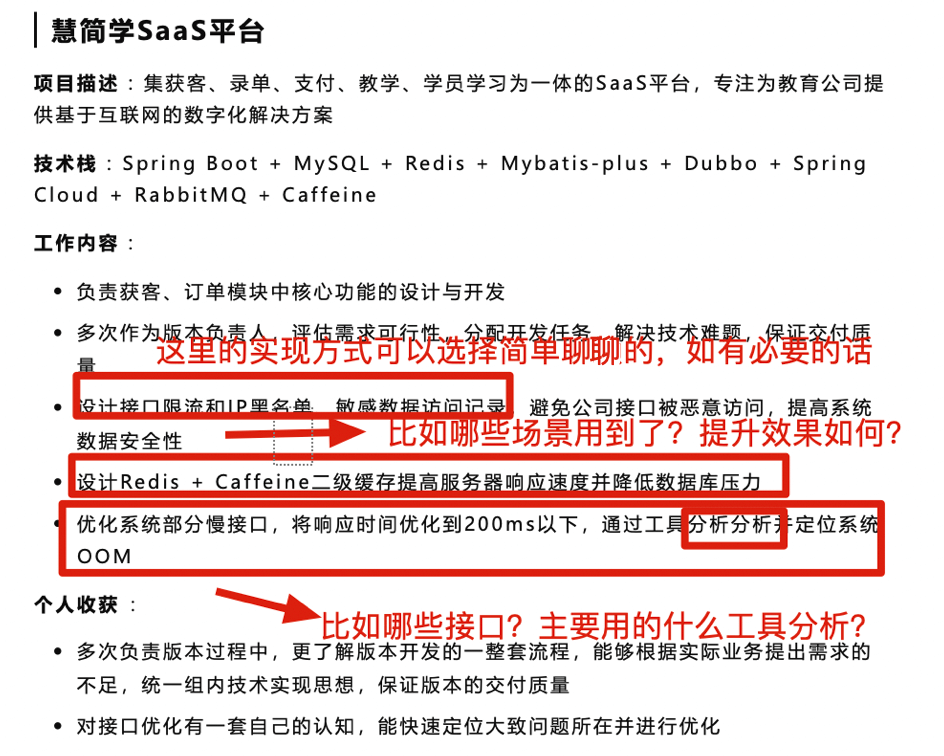 慧简学SaaS平台
项目描述：集获客、录单、支付、教学、学员学习为一体的SaaS平台，专注为教育公司提
供基于互联网的数字化解决方案
技术栈：Spring Boot + MySQL + Redis + Mybatis-plus + Dubbo + Spring
Cloud + RabbitMQ + Caffeine
工作内容：
• 负责获客、订单模块中核心功能的设计与开发
• 多次作为版本负责人，评估需求可行性，分配开发任务，解决技术难题，保证交付质
量
这里的实现方式可以选择简单聊聊的，如有必要的话
• 设计接口限流和IP黑名单，敏感数据访问记录，避免公司接口被恶意访问，提高系统
数据安全性
比如哪些场景用到了？提升效果如何？
• 设计Redis + Caffeine二级缓存提高服务器响应速度并降低数据库压力
• 优化系统部分慢接口，将响应时间优化到200ms以下，通过工具分析分析并定位系统
OOM
个人收获：
比如哪些接口？主要用的什么工具分析？
• 多次负责版本过程中，更了解版本开发的一整套流程，能够根据实际业务提出需求的
不足，统一组内技术实现思想，保证版本的交付质量
• 对接口优化有一套自己的认知，能快速定位大致问题所在并进行优化